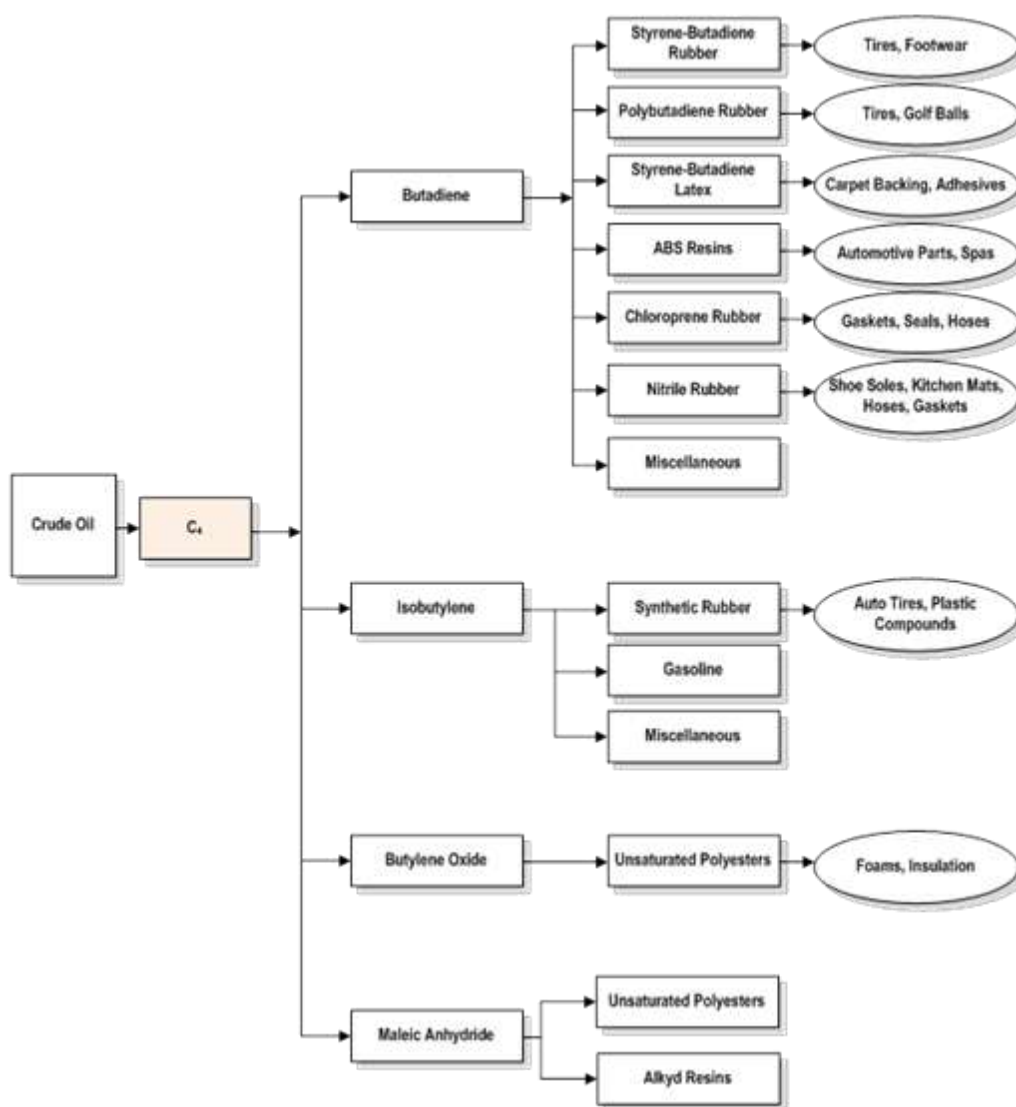 Styrene-Butadiene
Rubber
Tires, Footwear
Polybutadiene Rubber
Tires, Golf Balls
Butadiene
Styrene-Butadiene
Latex
Carpet Backing, Adhesives
ABS Resins
Automotive Parts, Spas
Chloroprene Rubber
Gaskets, Seals, Hoses
Nitrile Rubber
Shoe Soles, Kitchen Mats,
Hoses, Gaskets
Miscellaneous
Crude Oil
C₄
Isobutylene
Synthetic Rubber
Auto Tires, Plastic
Compounds
Gasoline
Miscellaneous
Butylene Oxide
Unsaturated Polyesters
Foams, Insulation
Maleic Anhydride
Unsaturated Polyesters
Alkyd Resins